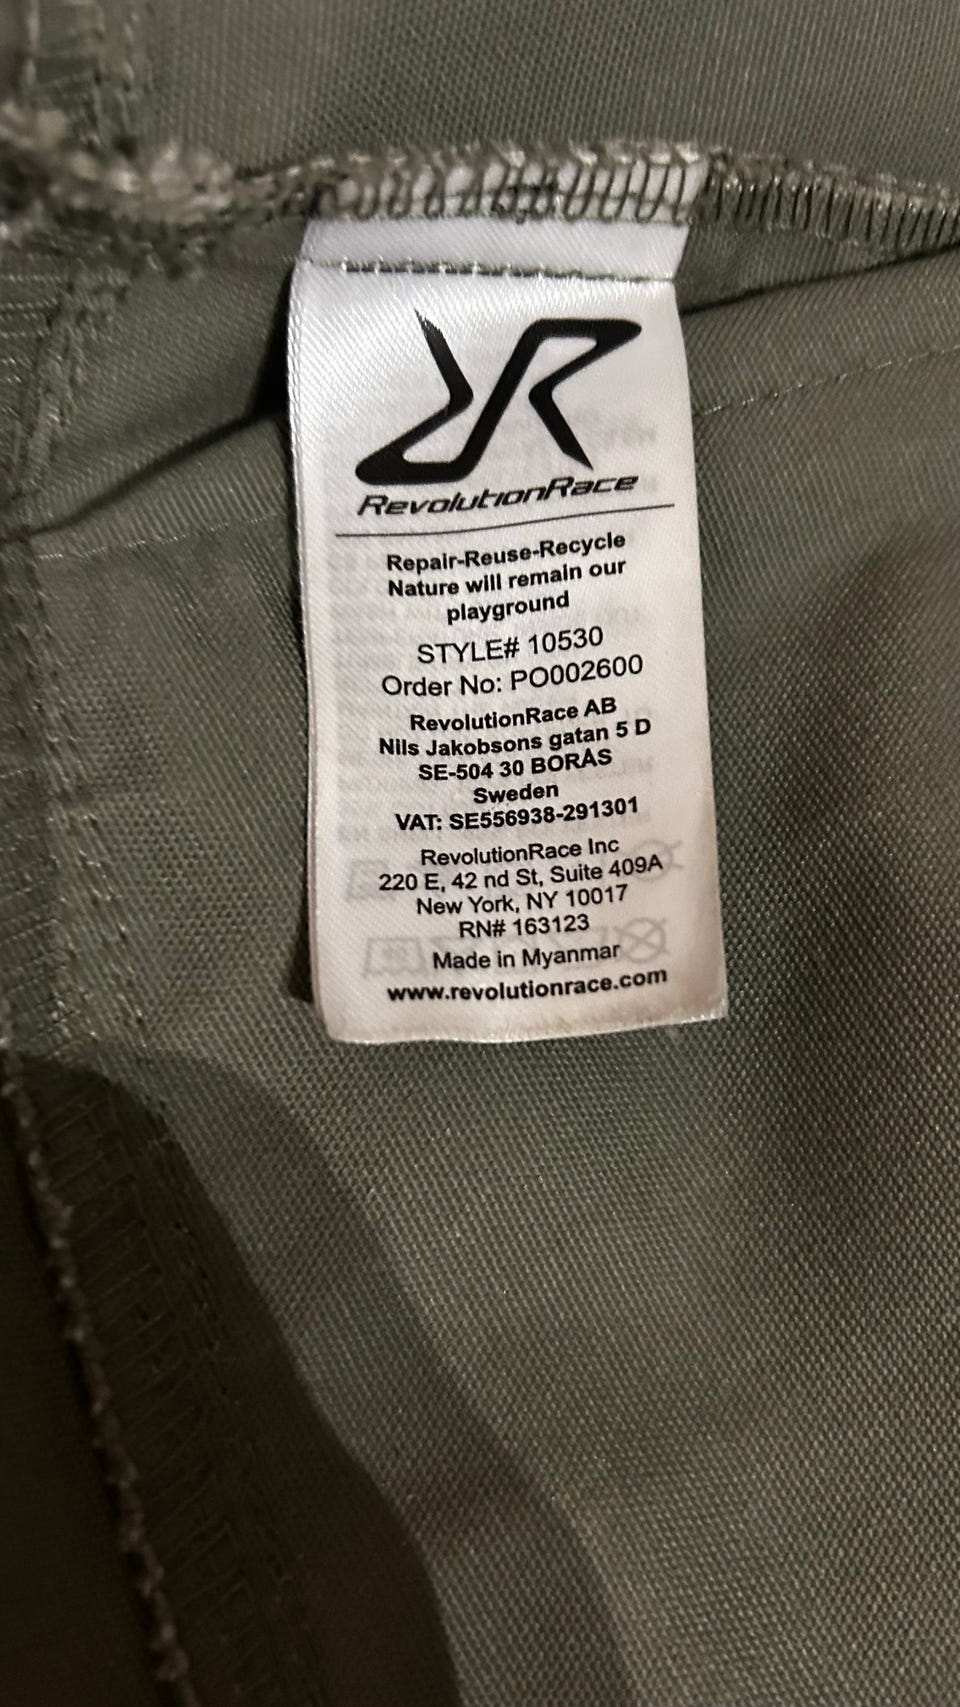 RevolutionRace
Repair-Reuse-Recycle
Nature will remain our
playground
STYLE# 10530
Order No: PO002600
RevolutionRace AB
Nils Jakobsons gatan 5 D
SE-504 30 BORÅS
Sweden
VAT: SE556938-291301
RevolutionRace Inc
220 E, 42 nd St, Suite 409A
New York, NY 10017
RN# 163123
Made in Myanmar
www.revolutionrace.com